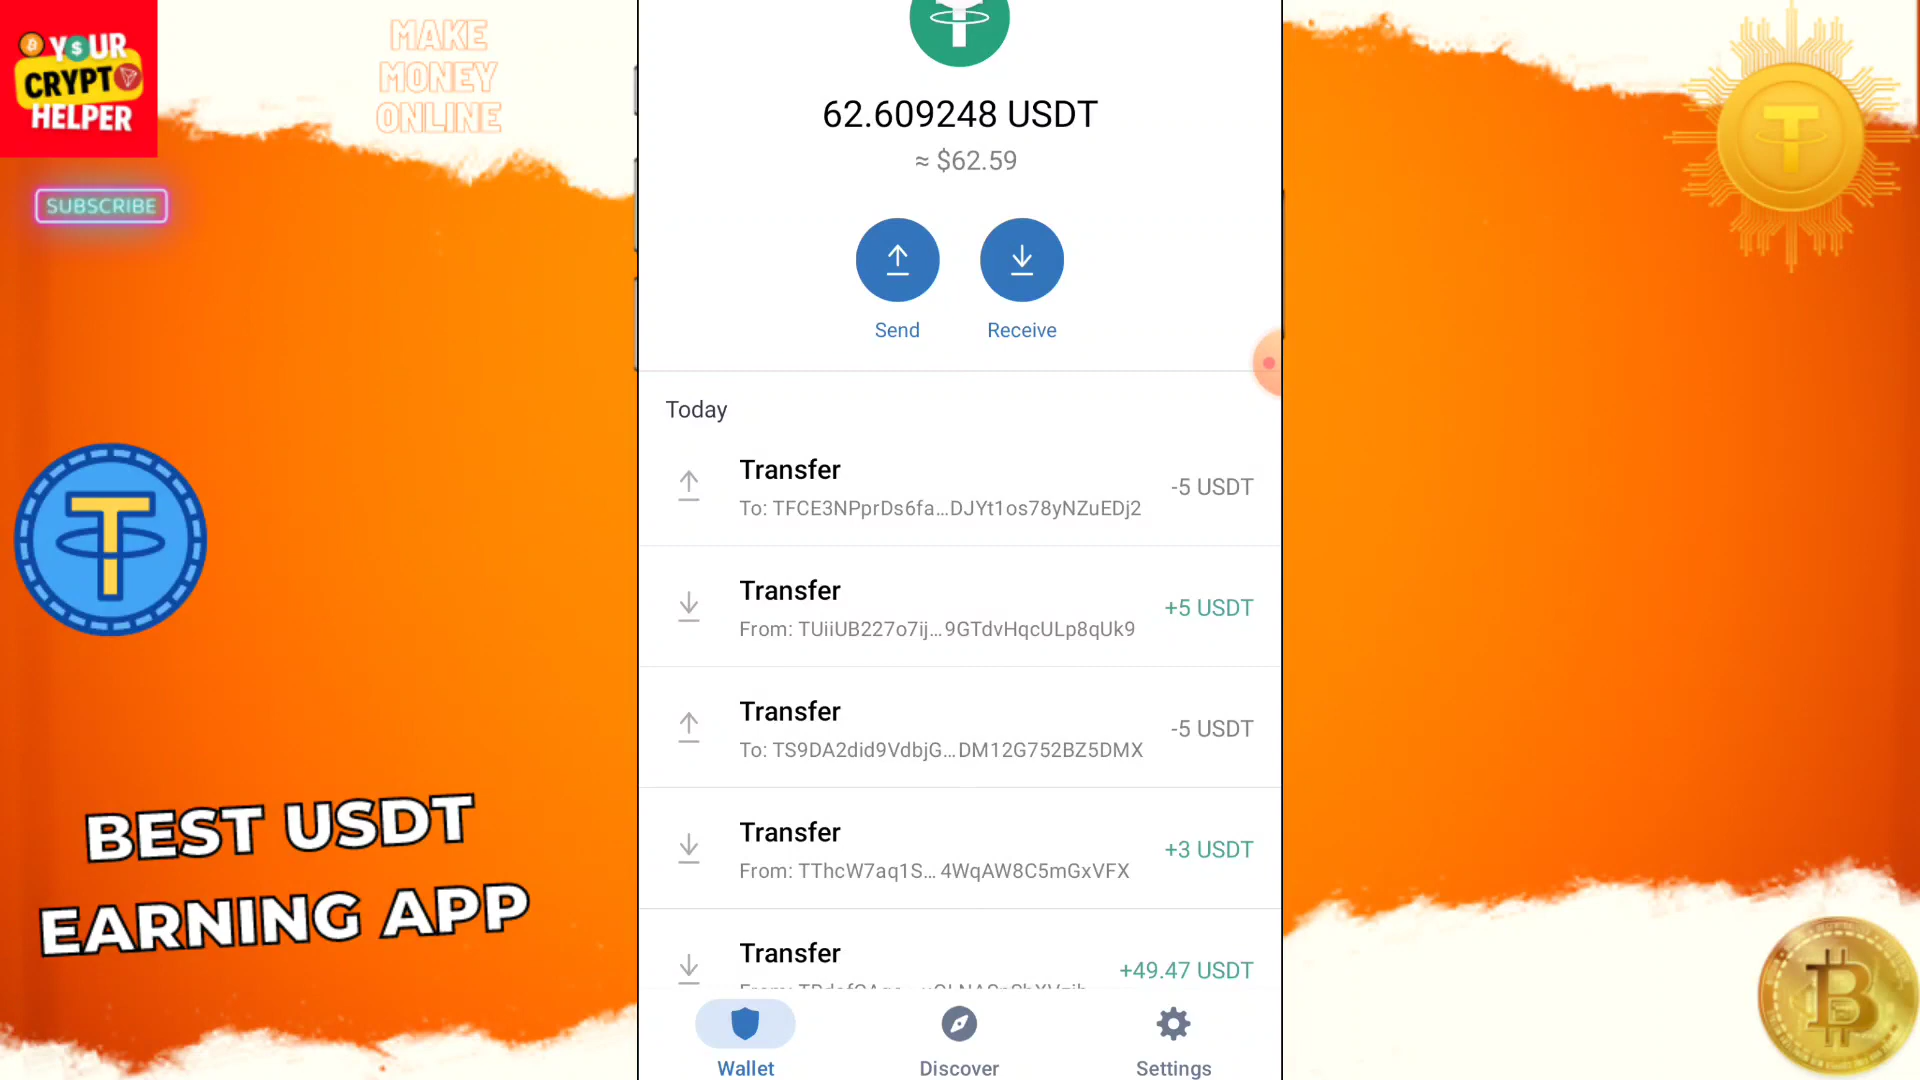 YOUR
CRYPTO
HELPER
SUBSCRIBE
MAKE
MONEY
ONLINE
BEST USDT
EARNING APP
62.609248 USDT
≈ $62.59
Send
Receive
Today
Transfer
-5 USDT
To: TFCE3NPprDs6fa...DJYt1os78yNZuEDj2
Transfer
+5 USDT
From: TUiiUB227o7ij...9GTdvHqcULp8qUk9
Transfer
-5 USDT
To: TS9DA2did9VdbjG...DM12G752BZ5DMX
Transfer
+3 USDT
From: TThcW7aq1S...4WqAW8C5mGxVFX
Transfer
+49.47 USDT
Wallet
Discover
Settings